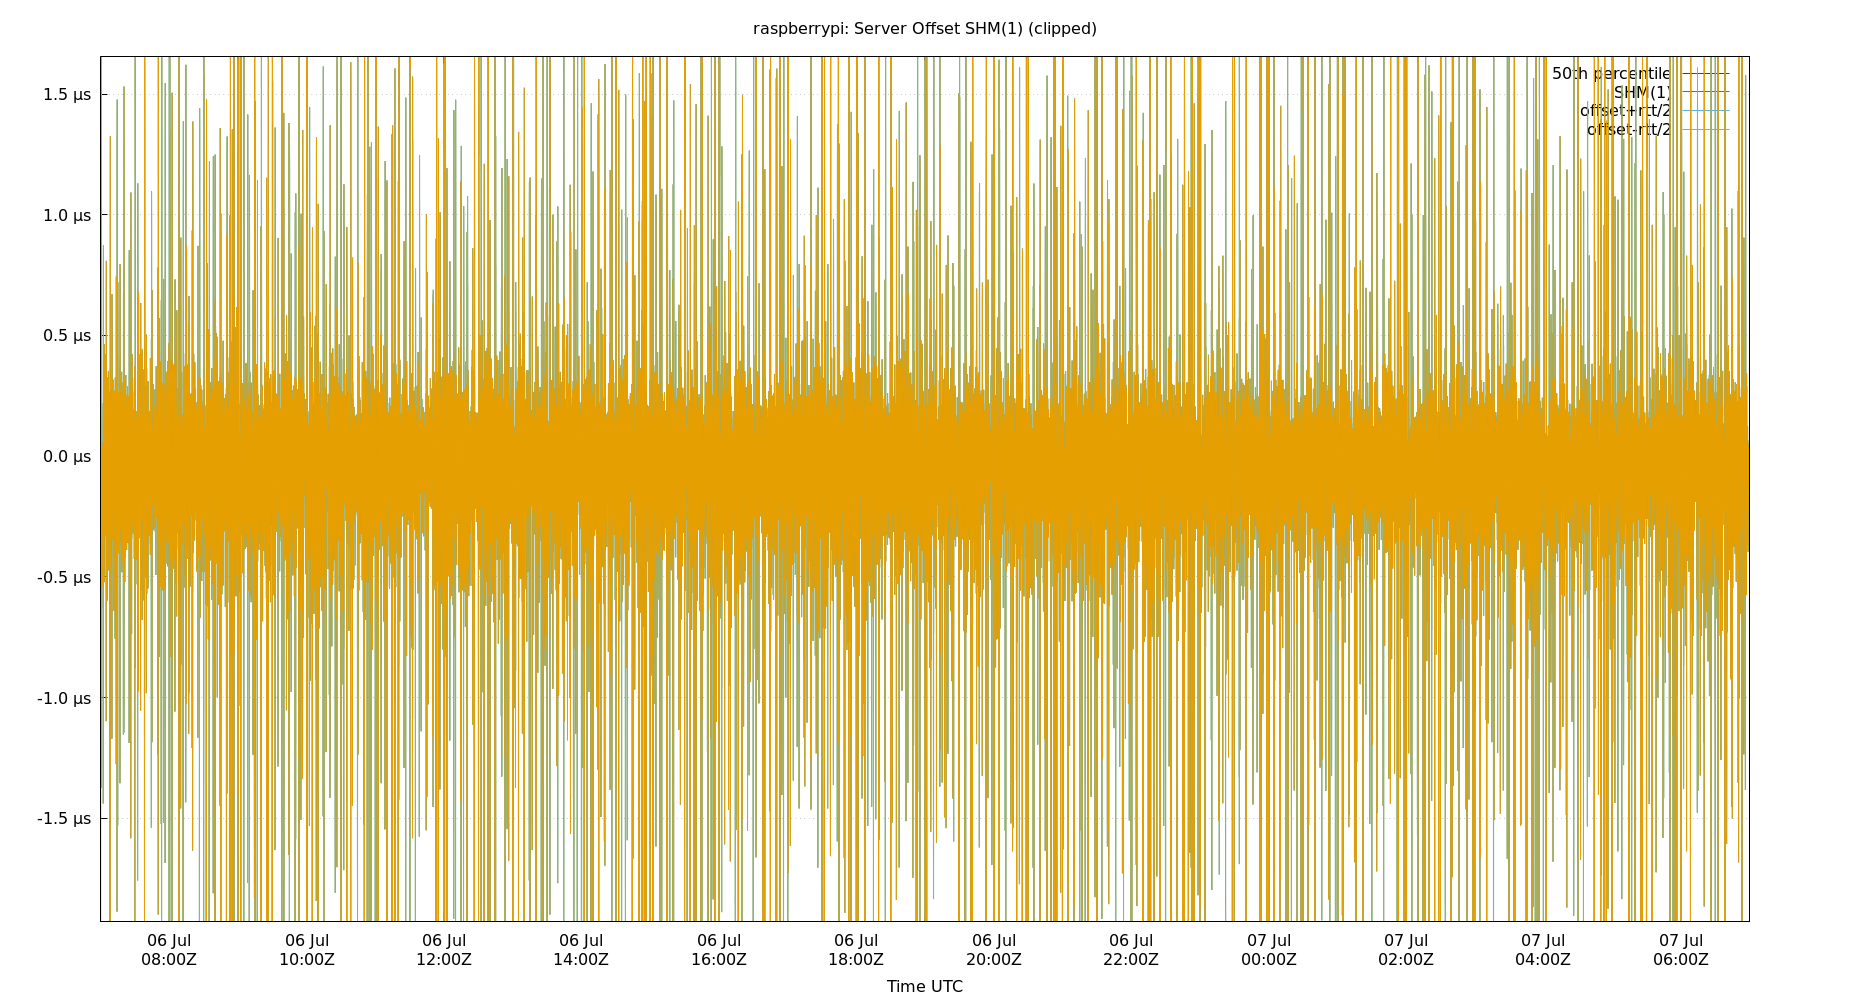 raspberrypi: Server Offset SHM(1) (clipped)
50th percentile
SHM(1)
offset+rtt/2
offset-rtt/2
1.5 µs
1.0 µs
0.5 µs
0.0 µs
-0.5 µs
-1.0 µs
-1.5 µs
06 Jul 06 Jul 06 Jul 06 Jul 06 Jul 06 Jul 06 Jul 06 Jul 07 Jul 07 Jul 07 Jul 07 Jul
08:00Z 10:00Z 12:00Z 14:00Z 16:00Z 18:00Z 20:00Z 22:00Z 00:00Z 02:00Z 04:00Z 06:00Z
Time UTC